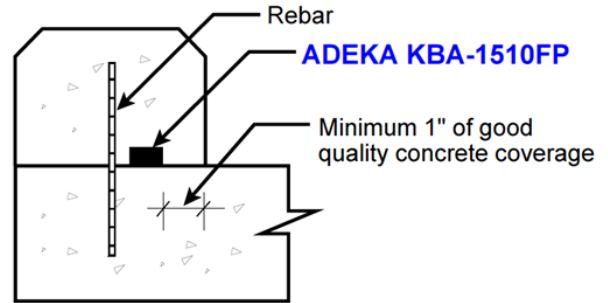 Rebar
ADEKA KBA-1510FP
Minimum 1" of good
quality concrete coverage